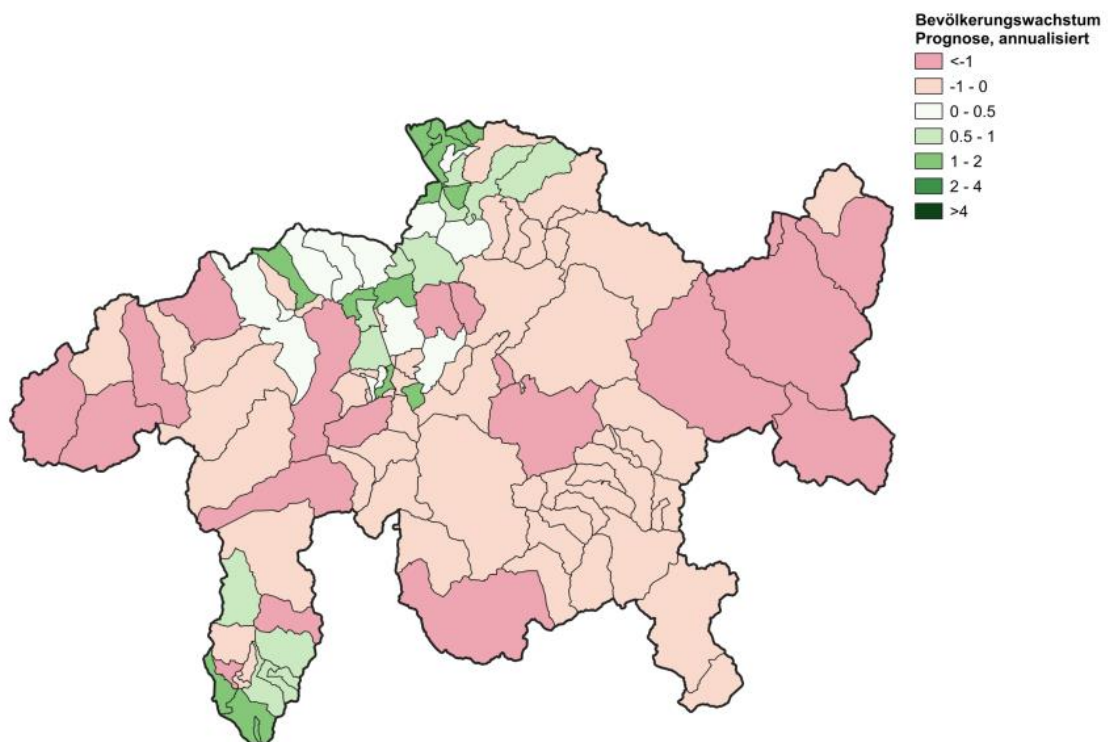 Bevölkerungswachstum
Prognose, annualisiert
<-1
-1 - 0
0 - 0.5
0.5 - 1
1 - 2
2 - 4
>4